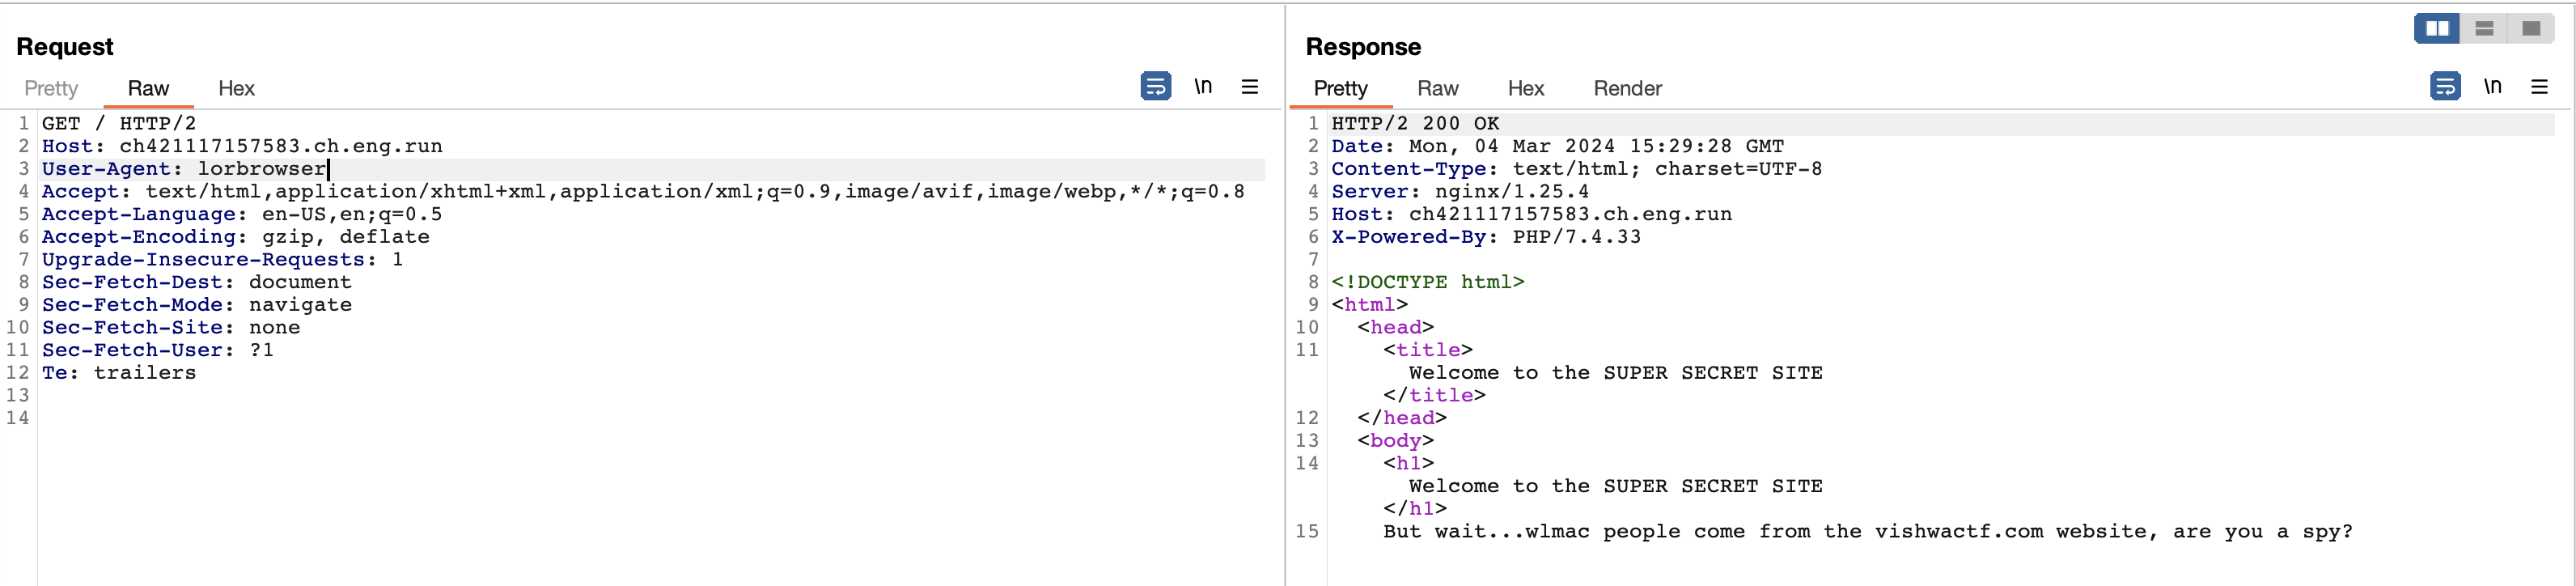 Request
Pretty Raw Hex
\n
1 GET / HTTP/2
2 Host: ch421117157583.ch.eng.run
3 User-Agent: lorbrowser
4 Accept: text/html,application/xhtml+xml,application/xml;q=0.9,image/avif,image/webp,*/*;q=0.8
5 Accept-Language: en-US,en;q=0.5
6 Accept-Encoding: gzip, deflate
7 Upgrade-Insecure-Requests: 1
8 Sec-Fetch-Dest: document
9 Sec-Fetch-Mode: navigate
10 Sec-Fetch-Site: none
11 Sec-Fetch-User: ?1
12 Te: trailers
13
14
Response
Pretty Raw Hex Render
\n
1 HTTP/2 200 OK
2 Date: Mon, 04 Mar 2024 15:29:28 GMT
3 Content-Type: text/html; charset=UTF-8
4 Server: nginx/1.25.4
5 Host: ch421117157583.ch.eng.run
6 X-Powered-By: PHP/7.4.33
7
8 <!DOCTYPE html>
9 <html>
10 <head>
11 <title>
Welcome to the SUPER SECRET SITE
</title>
12 </head>
13 <body>
14 <h1>
Welcome to the SUPER SECRET SITE
</h1>
15 But wait...wlmac people come from the vishwactf.com website, are you a spy?